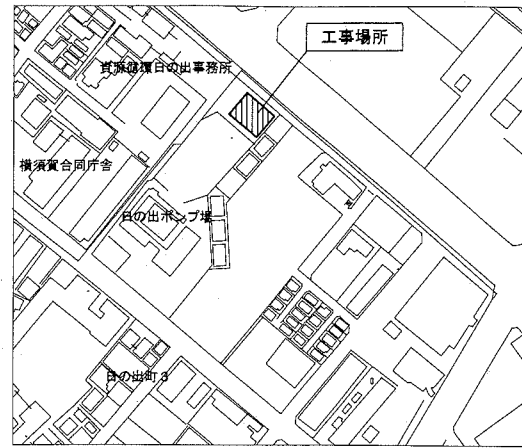 工事場所
資源循環日の出事務所
横須賀合同庁舎
日の出ポンプ場
日の出町3